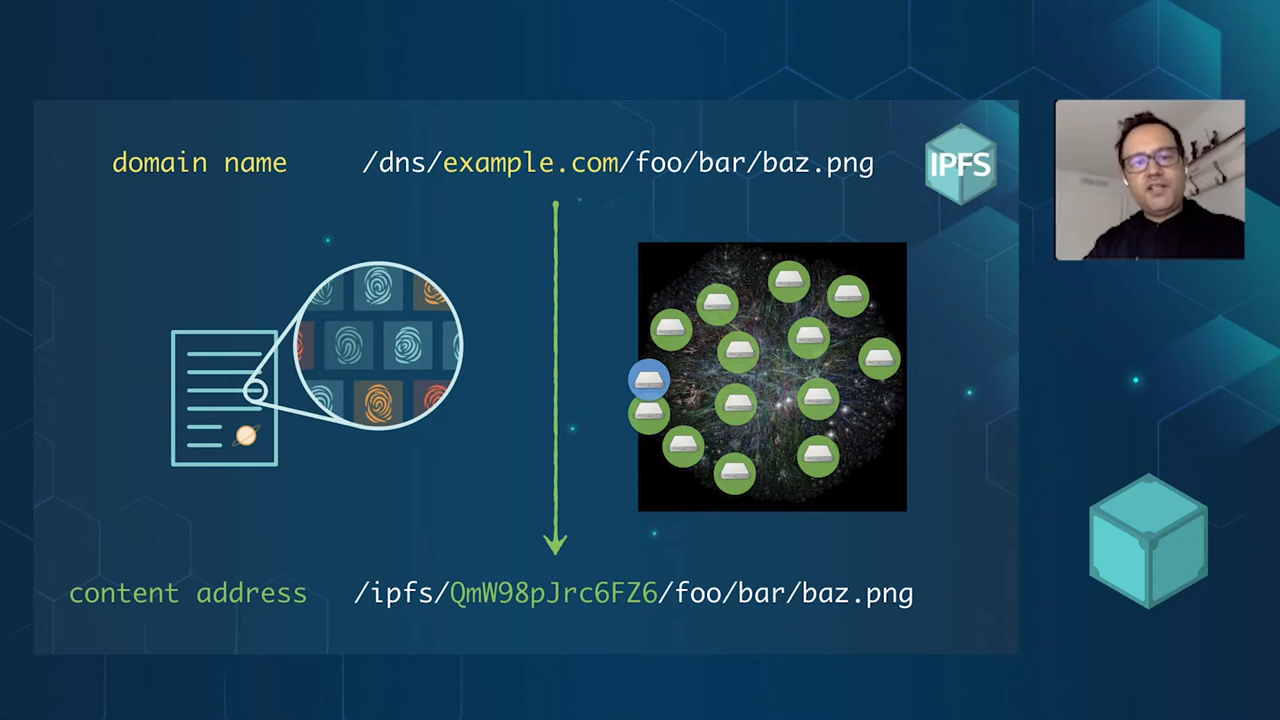 domain name /dns/example.com/foo/bar/baz.png
IPFS
content address /ipfs/QmW98pJrc6FZ6/foo/bar/baz.png